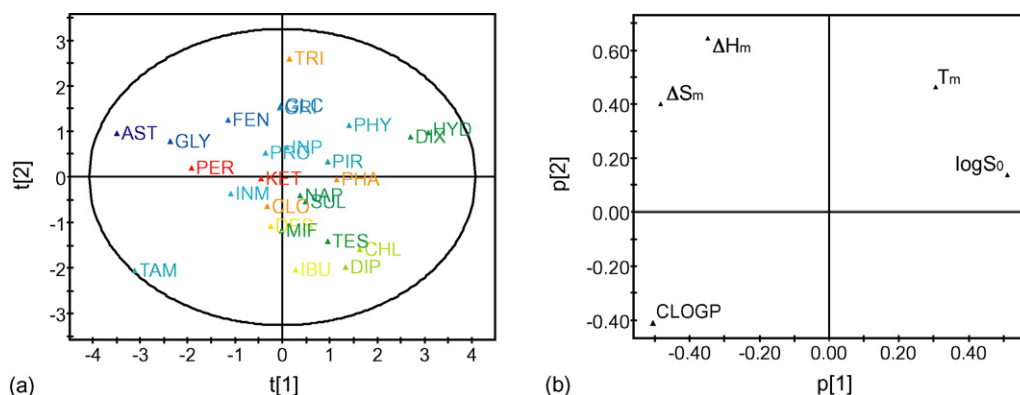 3
2
1
0
-1
-2
-3
t[2]
TRI
GLC
GRI
FEN
PHY
HYD
DIX
AST
GLY
INP
PRO
PIR
PER
KET
PHA
INM
NAP
SUL
CLO
DES
MIF
TES
CHL
DIP
IBU
TAM
-4 -3 -2 -1 0 1 2 3 4
(a) t[1]
0.60
0.40
0.20
0.00
-0.20
-0.40
p[2]
ΔHm
ΔSm
Tm
logS0
CLOGP
-0.40 -0.20 0.00 0.20 0.40
(b) p[1]